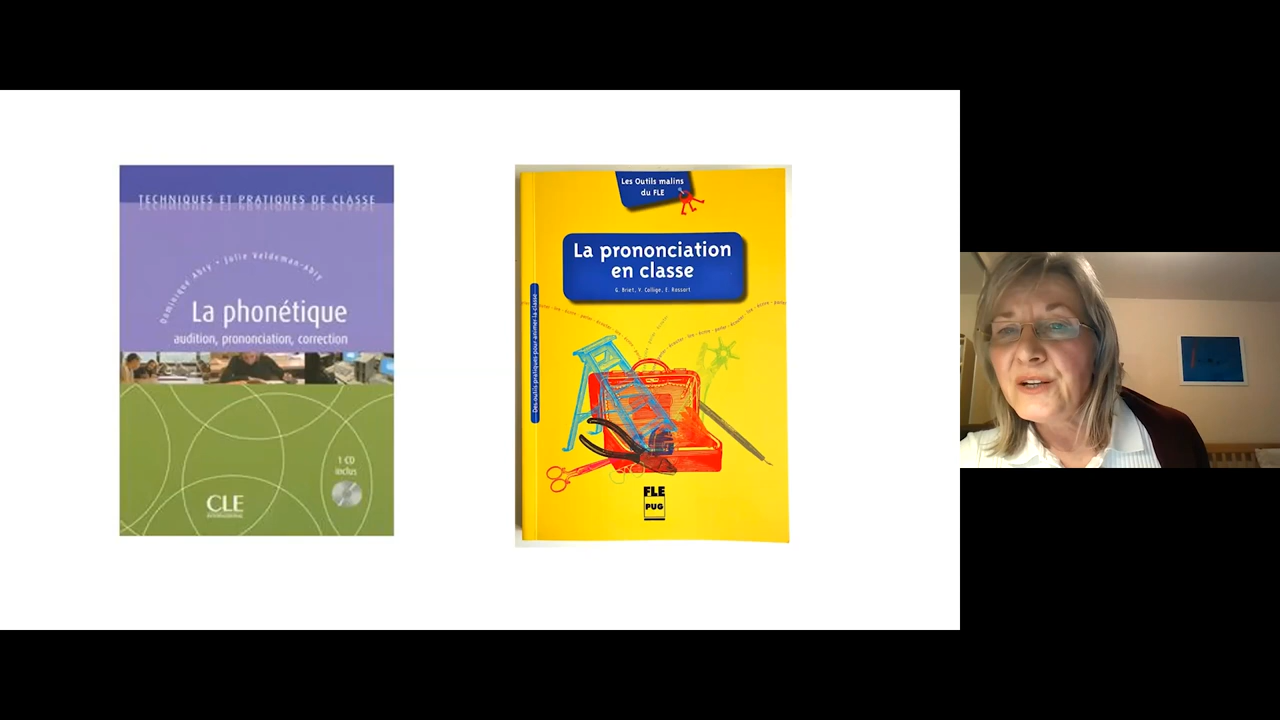 TECHNIQUES ET PRATIQUES DE CLASSE
Dominique Abry • Julie Veldeman-Abry
La phonétique
audition, prononciation, correction
1 CD
inclus
CLE
INTERNATIONAL
Les Outils malins
du FLE
La prononciation
en classe
G. Briet, V. Collige, E. Rassart
Des outils pratiques pour animer la classe
FLE
PUG